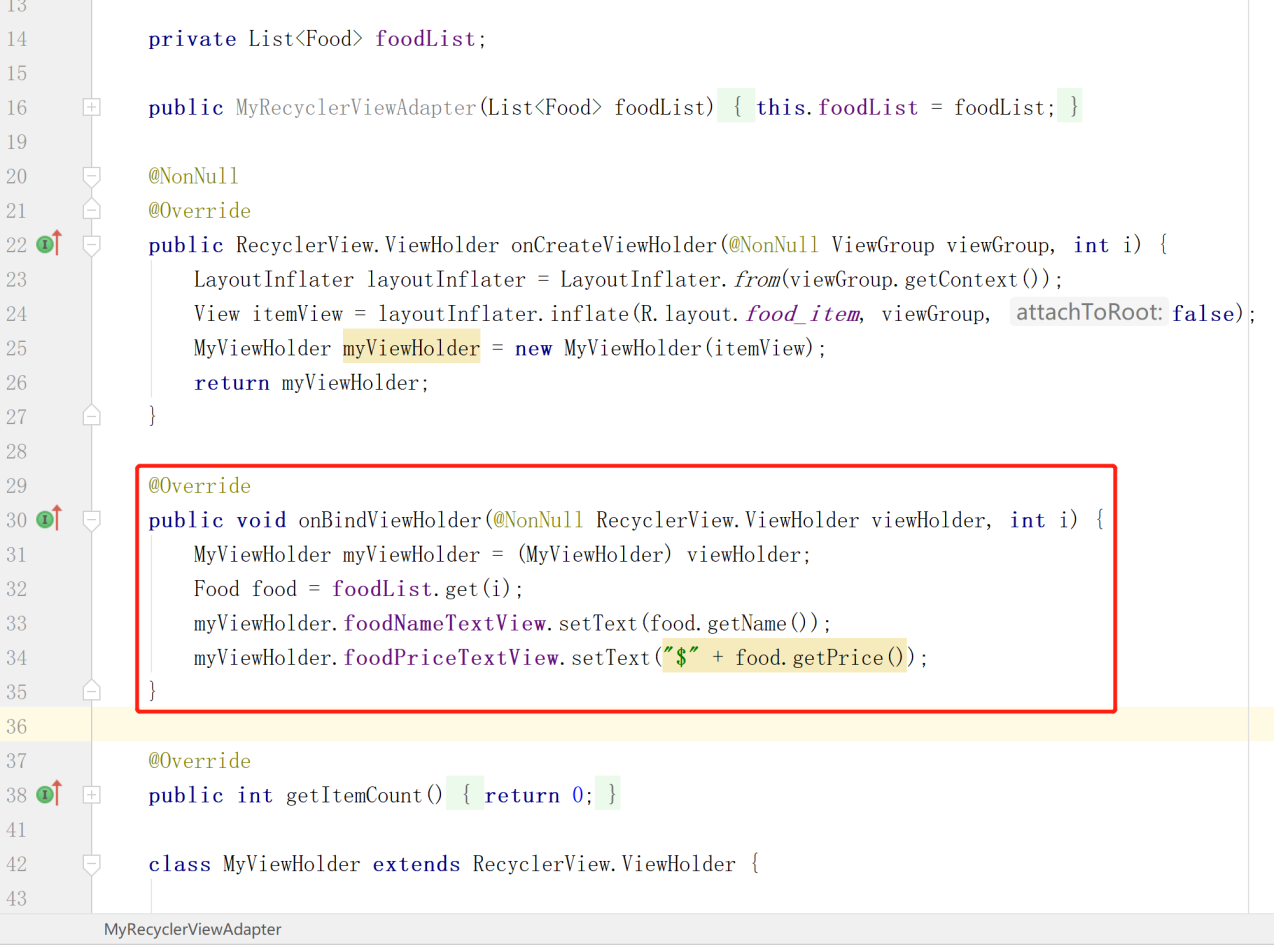 13
14 private List<Food> foodList;
15
16 public MyRecyclerViewAdapter(List<Food> foodList) { this.foodList = foodList; }
19
20 @NonNull
21 @Override
22 public RecyclerView.ViewHolder onCreateViewHolder(@NonNull ViewGroup viewGroup, int i) {
23 LayoutInflater layoutInflater = LayoutInflater.from(viewGroup.getContext());
24 View itemView = layoutInflater.inflate(R.layout.food_item, viewGroup, attachToRoot: false);
25 MyViewHolder myViewHolder = new MyViewHolder(itemView);
26 return myViewHolder;
27 }
28
29 @Override
30 public void onBindViewHolder(@NonNull RecyclerView.ViewHolder viewHolder, int i) {
31 MyViewHolder myViewHolder = (MyViewHolder) viewHolder;
32 Food food = foodList.get(i);
33 myViewHolder.foodNameTextView.setText(food.getName());
34 myViewHolder.foodPriceTextView.setText("$" + food.getPrice());
35 }
36
37 @Override
38 public int getItemCount() { return 0; }
41
42 class MyViewHolder extends RecyclerView.ViewHolder {
43
MyRecyclerViewAdapter